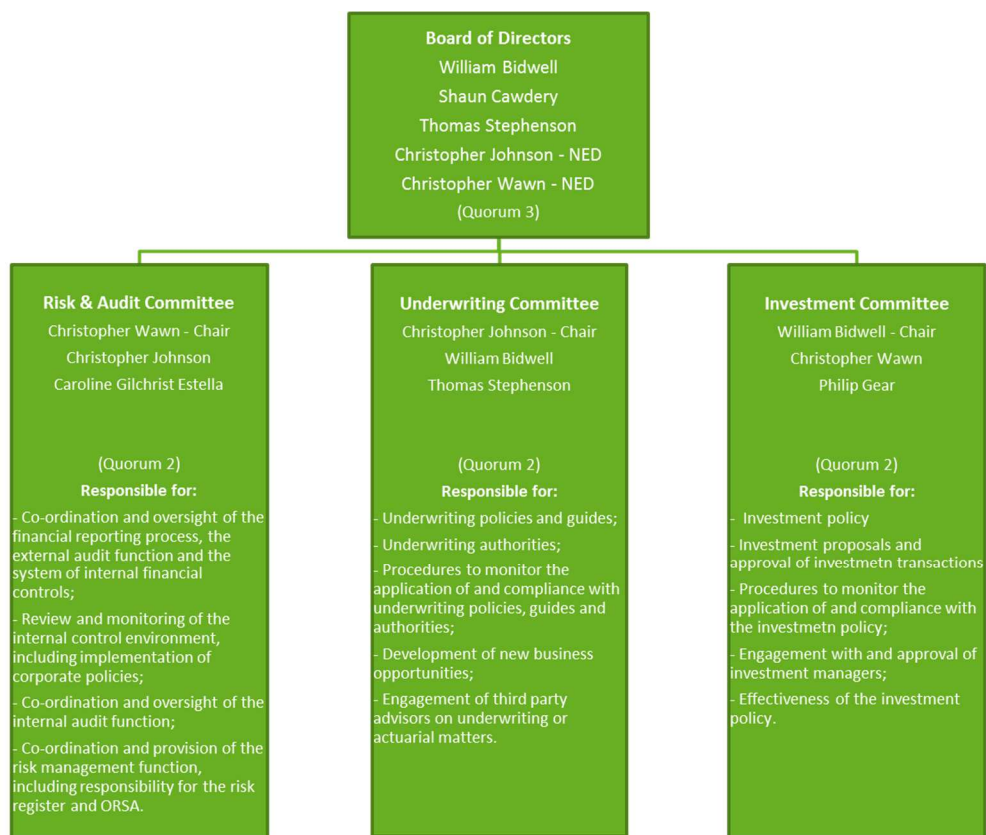 Board of Directors
William Bidwell
Shaun Cawdery
Thomas Stephenson
Christopher Johnson - NED
Christopher Wawn - NED
(Quorum 3)
Risk & Audit Committee
Christopher Wawn - Chair
Christopher Johnson
Caroline Gilchrist Estella
(Quorum 2)
Responsible for:
- Co-ordination and oversight of the
financial reporting process, the
external audit function and the
system of internal financial
controls;
- Review and monitoring of the
internal control environment,
including implementation of
corporate policies;
- Co-ordination and oversight of the
internal audit function;
- Co-ordination and provision of the
risk management function,
including responsibility for the risk
register and ORSA.
Underwriting Committee
Christopher Johnson - Chair
William Bidwell
Thomas Stephenson
(Quorum 2)
Responsible for:
- Underwriting policies and guides;
- Underwriting authorities;
- Procedures to monitor the
application of and compliance with
underwriting policies, guides and
authorities;
- Development of new business
opportunities;
- Engagement of third party
advisors on underwriting or
actuarial matters.
Investment Committee
William Bidwell - Chair
Christopher Wawn
Philip Gear
(Quorum 2)
Responsible for:
- Investment policy
- Investment proposals and
approval of investmetn transactions
- Procedures to monitor the
application of and compliance with
the investmetn policy;
- Engagement with and approval of
investment managers;
- Effectiveness of the investment
policy.